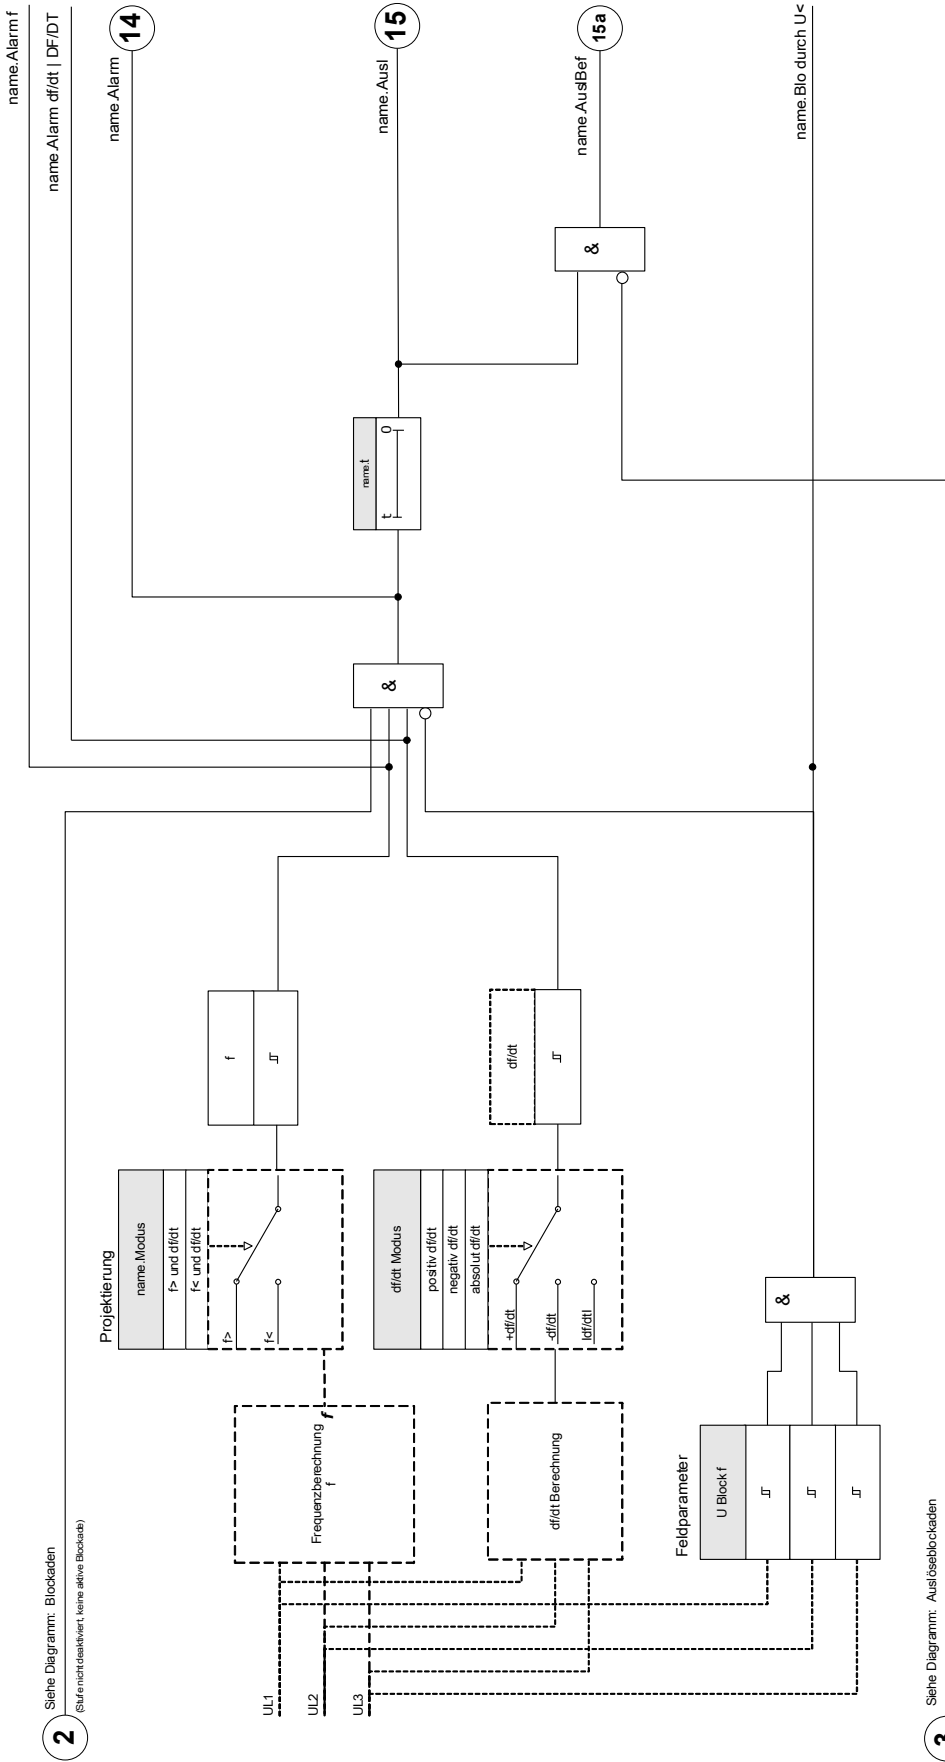 name.Alarm f
name.Alarm df/dt | DF/DT
14
name.Alarm
15
name.Ausl
15a
name.AuslBef
name.Blo durch U<
&
name.t
t 0
&
2
Siehe Diagramm: Blockaden
(Stufe nicht deaktiviert, keine aktive Blockade)
Projektierung
name.Modus
f> und df/dt
f< und df/dt
f>
f<
f
df/dt Modus
positiv df/dt
negativ df/dt
absolut df/dt
+df/dt
-df/dt
|df/dt|
df/dt
Frequenzberechnung
f
f
df/dt Berechnung
UL1
UL2
UL3
Feldparameter
U Block f
&
3
Siehe Diagramm: Auslöseblockaden